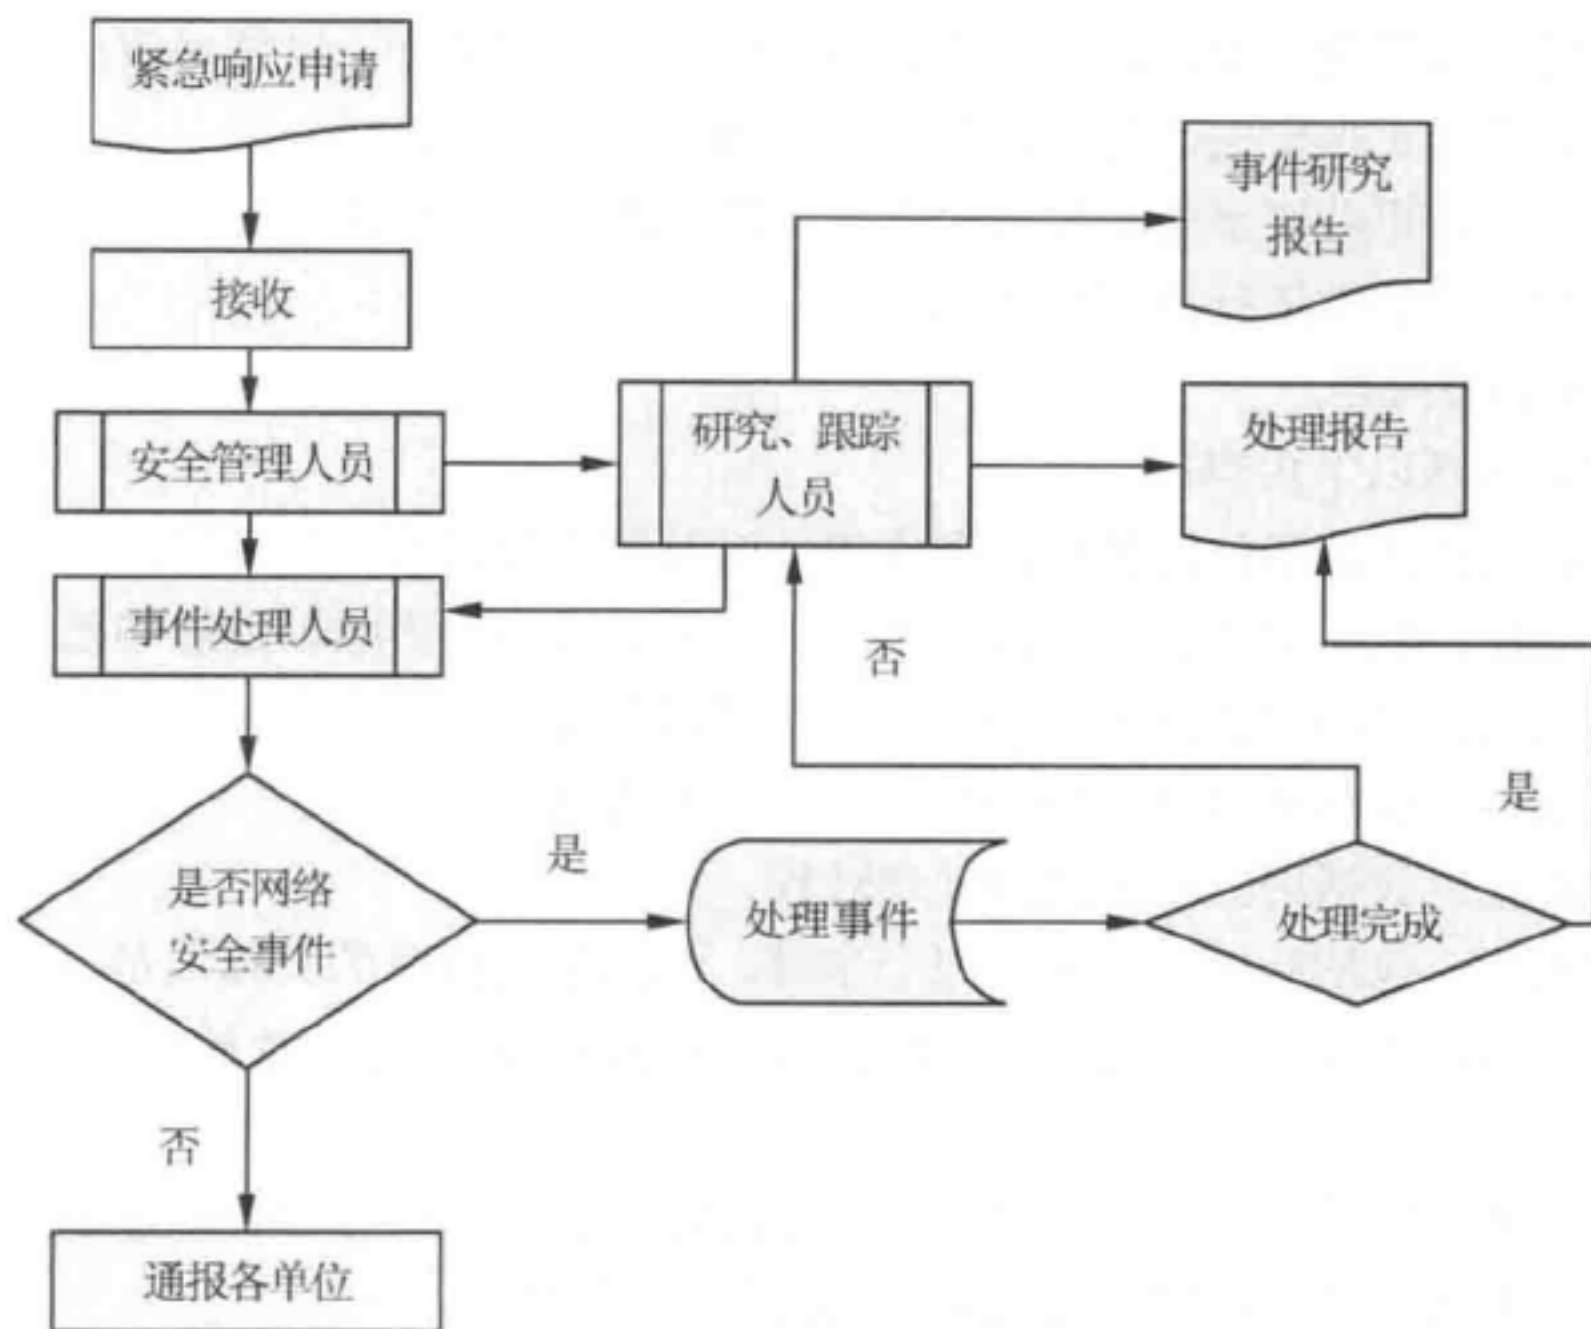 紧急响应申请
接收
安全管理人员
事件处理人员
是否网络
安全事件
否
通报各单位
是
处理事件
处理完成
否
是
研究、跟踪
人员
事件研究
报告
处理报告